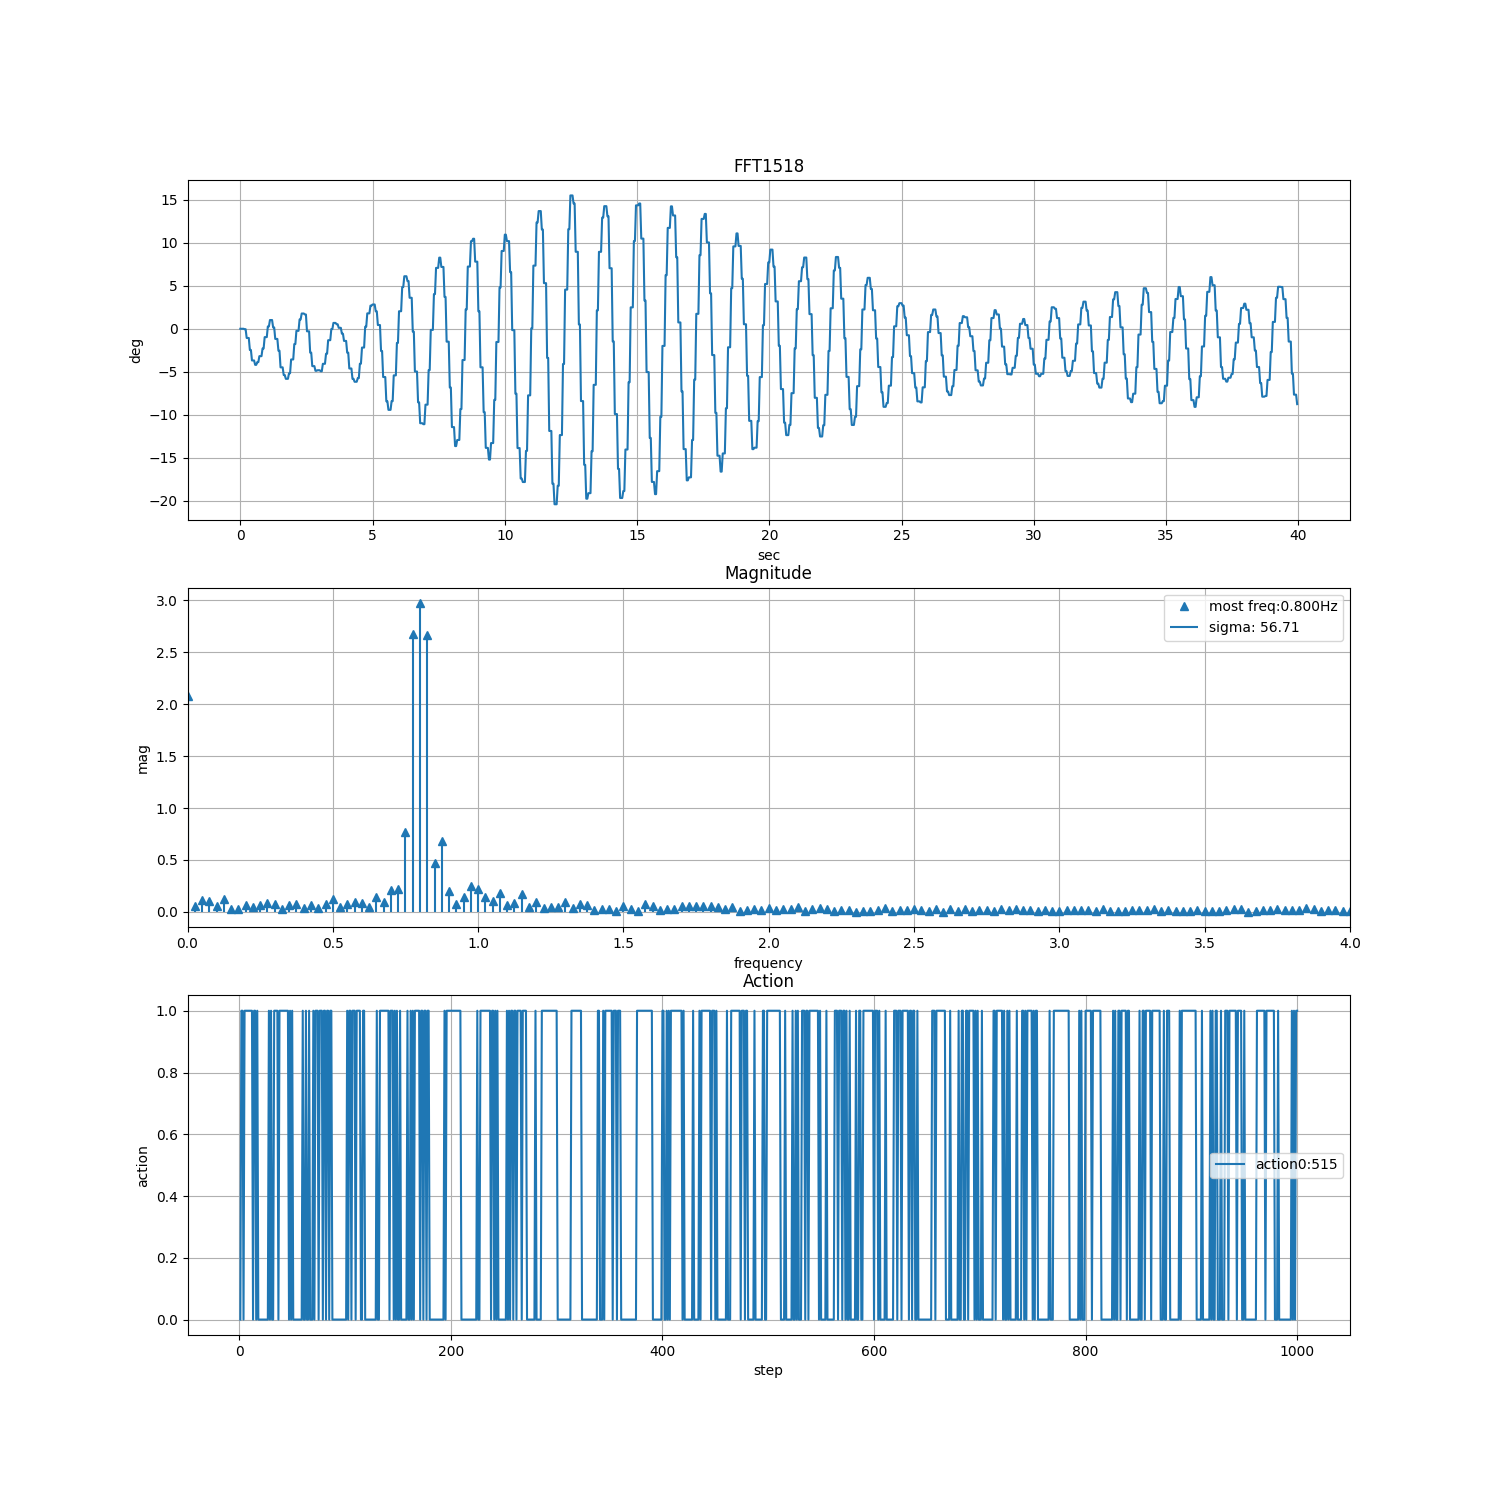 FFT1518
15
10
5
0
−5
−10
−15
−20
deg
0 5 10 15 20 25 30 35 40
sec
Magnitude
3.0
2.5
2.0
1.5
1.0
0.5
0.0
mag
most freq:0.800Hz
sigma: 56.71
0.0 0.5 1.0 1.5 2.0 2.5 3.0 3.5 4.0
frequency
Action
1.0
0.8
0.6
0.4
0.2
0.0
action
action0:515
0 200 400 600 800 1000
step